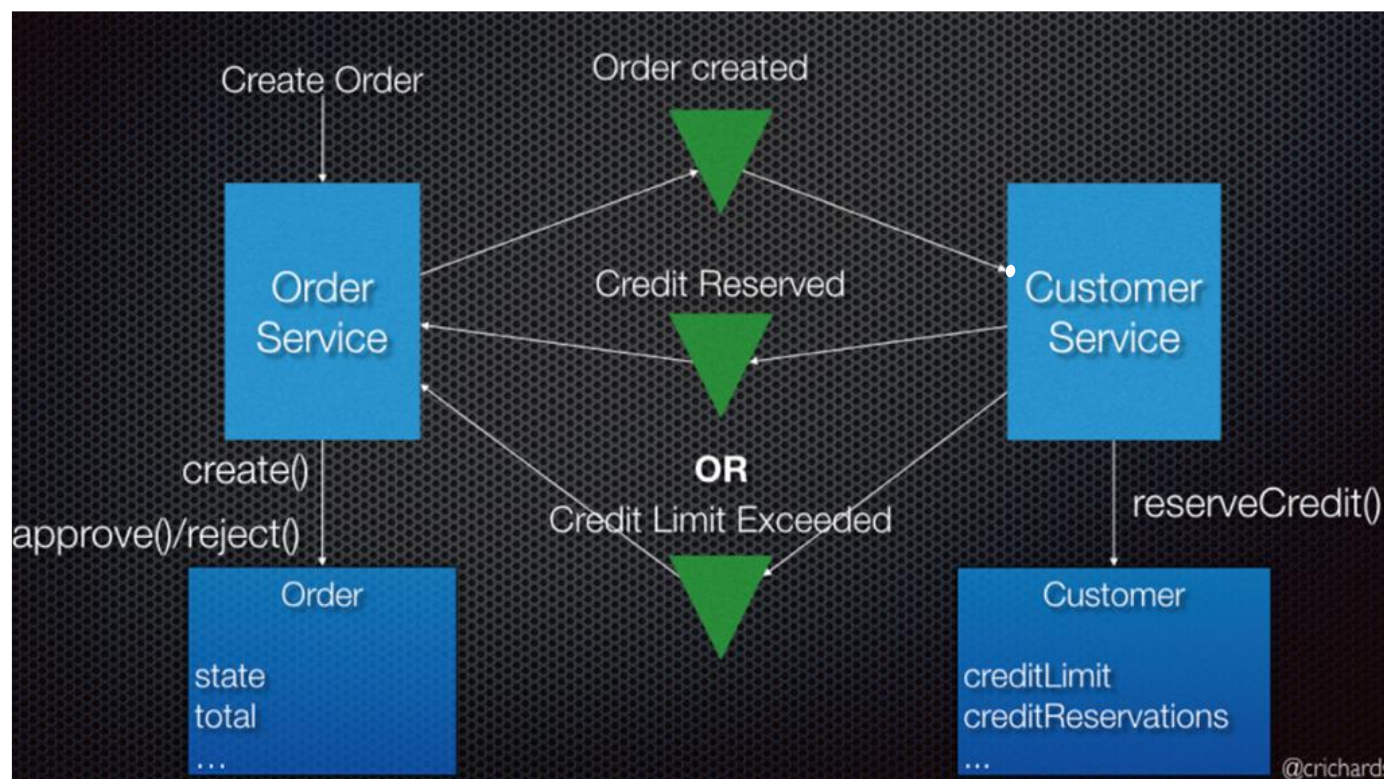 Create Order
Order created
Order
Service
Credit Reserved
Customer
Service
OR
Credit Limit Exceeded
create()
approve()/reject()
reserveCredit()
Order
state
total
...
Customer
creditLimit
creditReservations
...